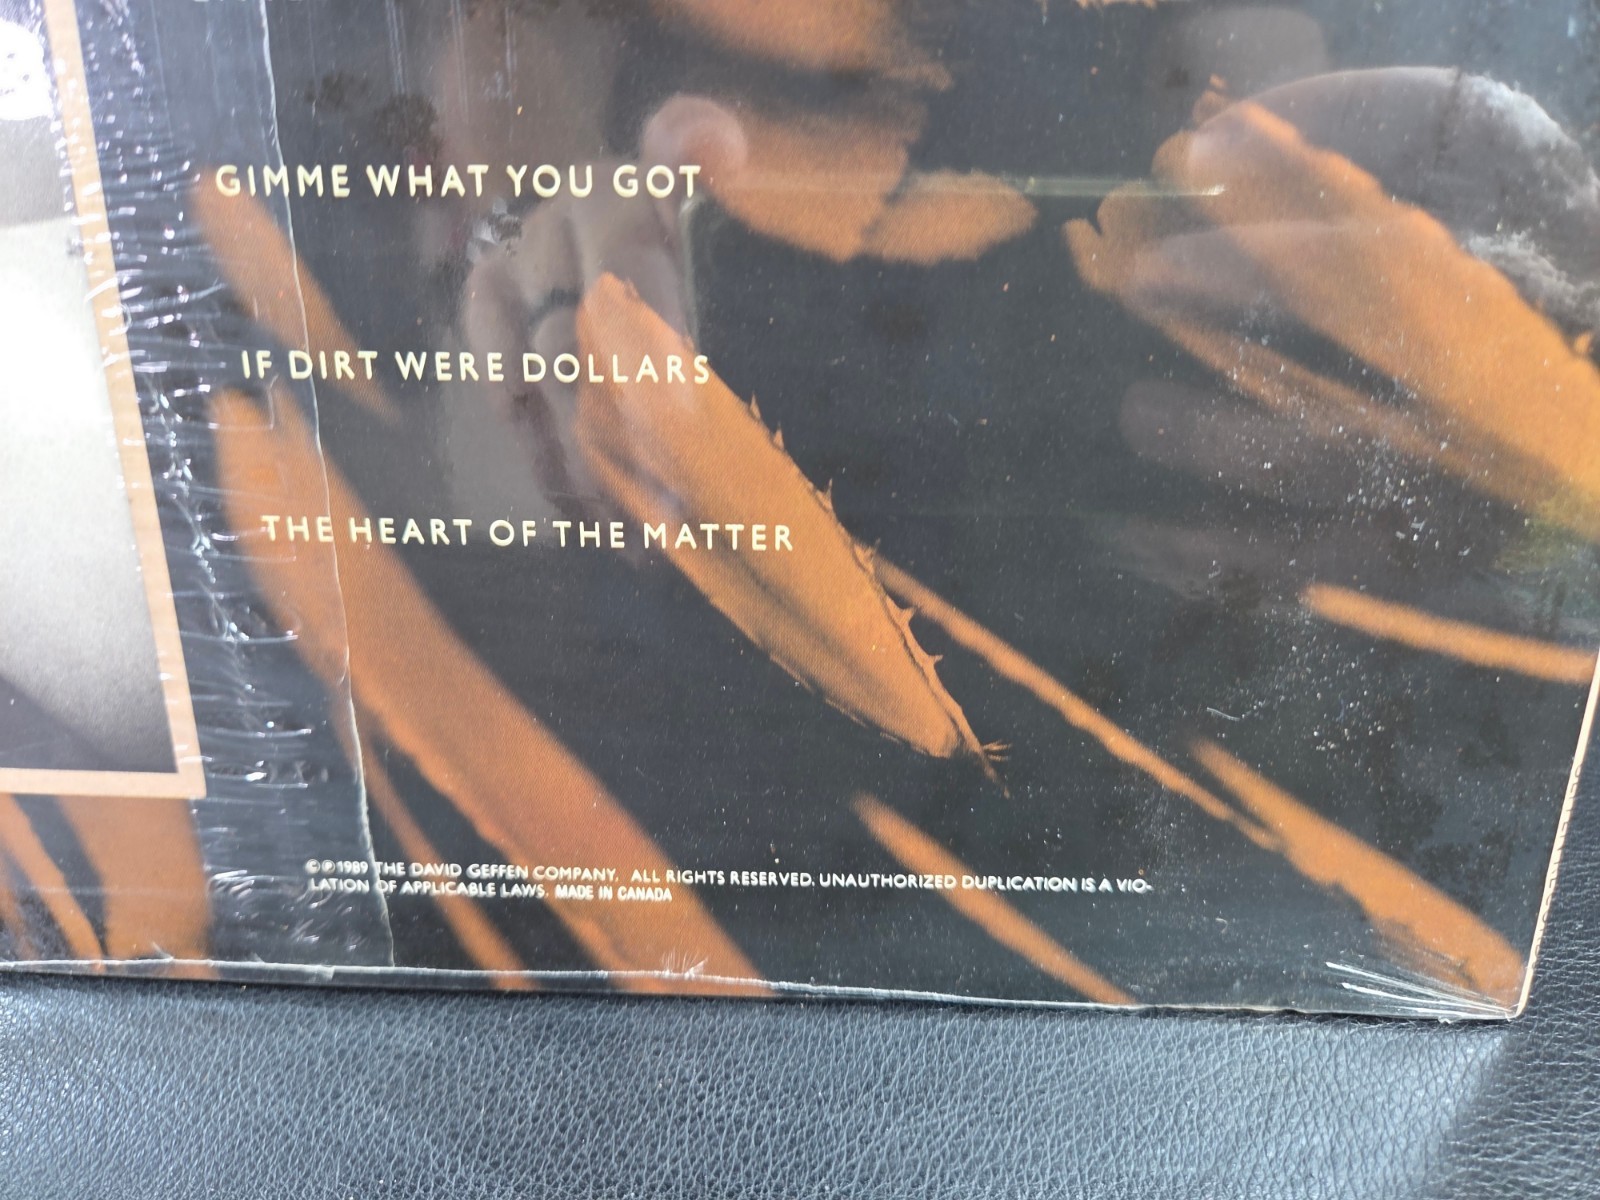 GIMME WHAT YOU GOT
IF DIRT WERE DOLLARS
THE HEART OF THE MATTER
©℗1989 THE DAVID GEFFEN COMPANY. ALL RIGHTS RESERVED. UNAUTHORIZED DUPLICATION IS A VIO-
LATION OF APPLICABLE LAWS. MADE IN CANADA